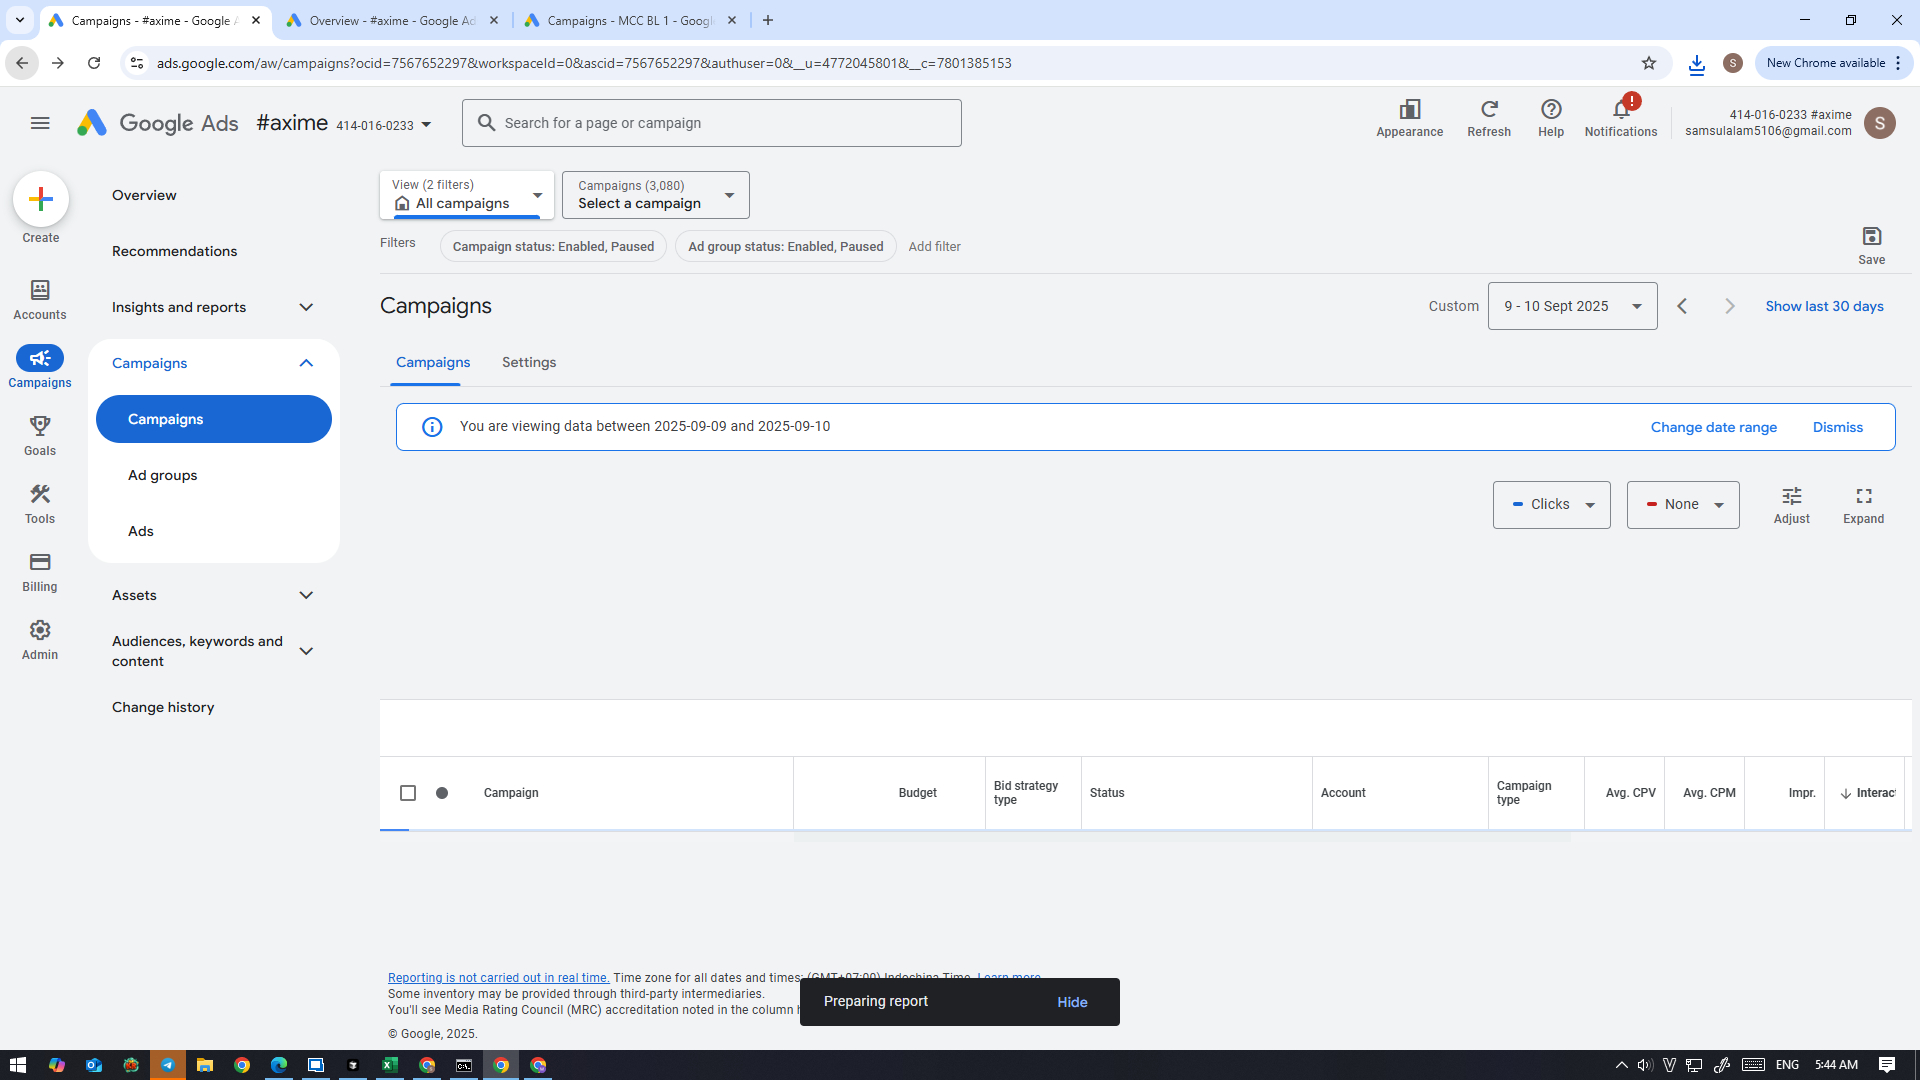 Campaigns - #axime - Google A
Overview - #axime - Google Ad
Campaigns - MCC BL 1 - Googl
ads.google.com/aw/campaigns?ocid=7567652297&workspaceId=0&ascid=7567652297&authuser=0&__u=4772045801&__c=7801385153
S
New Chrome available
Google Ads
#axime 414-016-0233
Search for a page or campaign
Appearance
Refresh
Help
Notifications
414-016-0233 #axime
samsulalam5106@gmail.com
S
Create
Accounts
Campaigns
Goals
Tools
Billing
Admin
Overview
Recommendations
Insights and reports
Campaigns
Campaigns
Ad groups
Ads
Assets
Audiences, keywords and
content
Change history
View (2 filters)
All campaigns
Campaigns (3,080)
Select a campaign
Filters
Campaign status: Enabled, Paused
Ad group status: Enabled, Paused
Add filter
Save
Campaigns
Custom
9 - 10 Sept 2025
Show last 30 days
Campaigns
Settings
You are viewing data between 2025-09-09 and 2025-09-10
Change date range
Dismiss
Clicks
None
Adjust
Expand
Campaign
Budget
Bid strategy
type
Status
Account
Campaign
type
Avg. CPV
Avg. CPM
Impr.
Interac
Reporting is not carried out in real time. Time zone for all dates and times: (GMT+07:00) Indochina Time. Learn more
Some inventory may be provided through third-party intermediaries.
You'll see Media Rating Council (MRC) accreditation noted in the column h
© Google, 2025.
Preparing report
Hide
ENG
5:44 AM